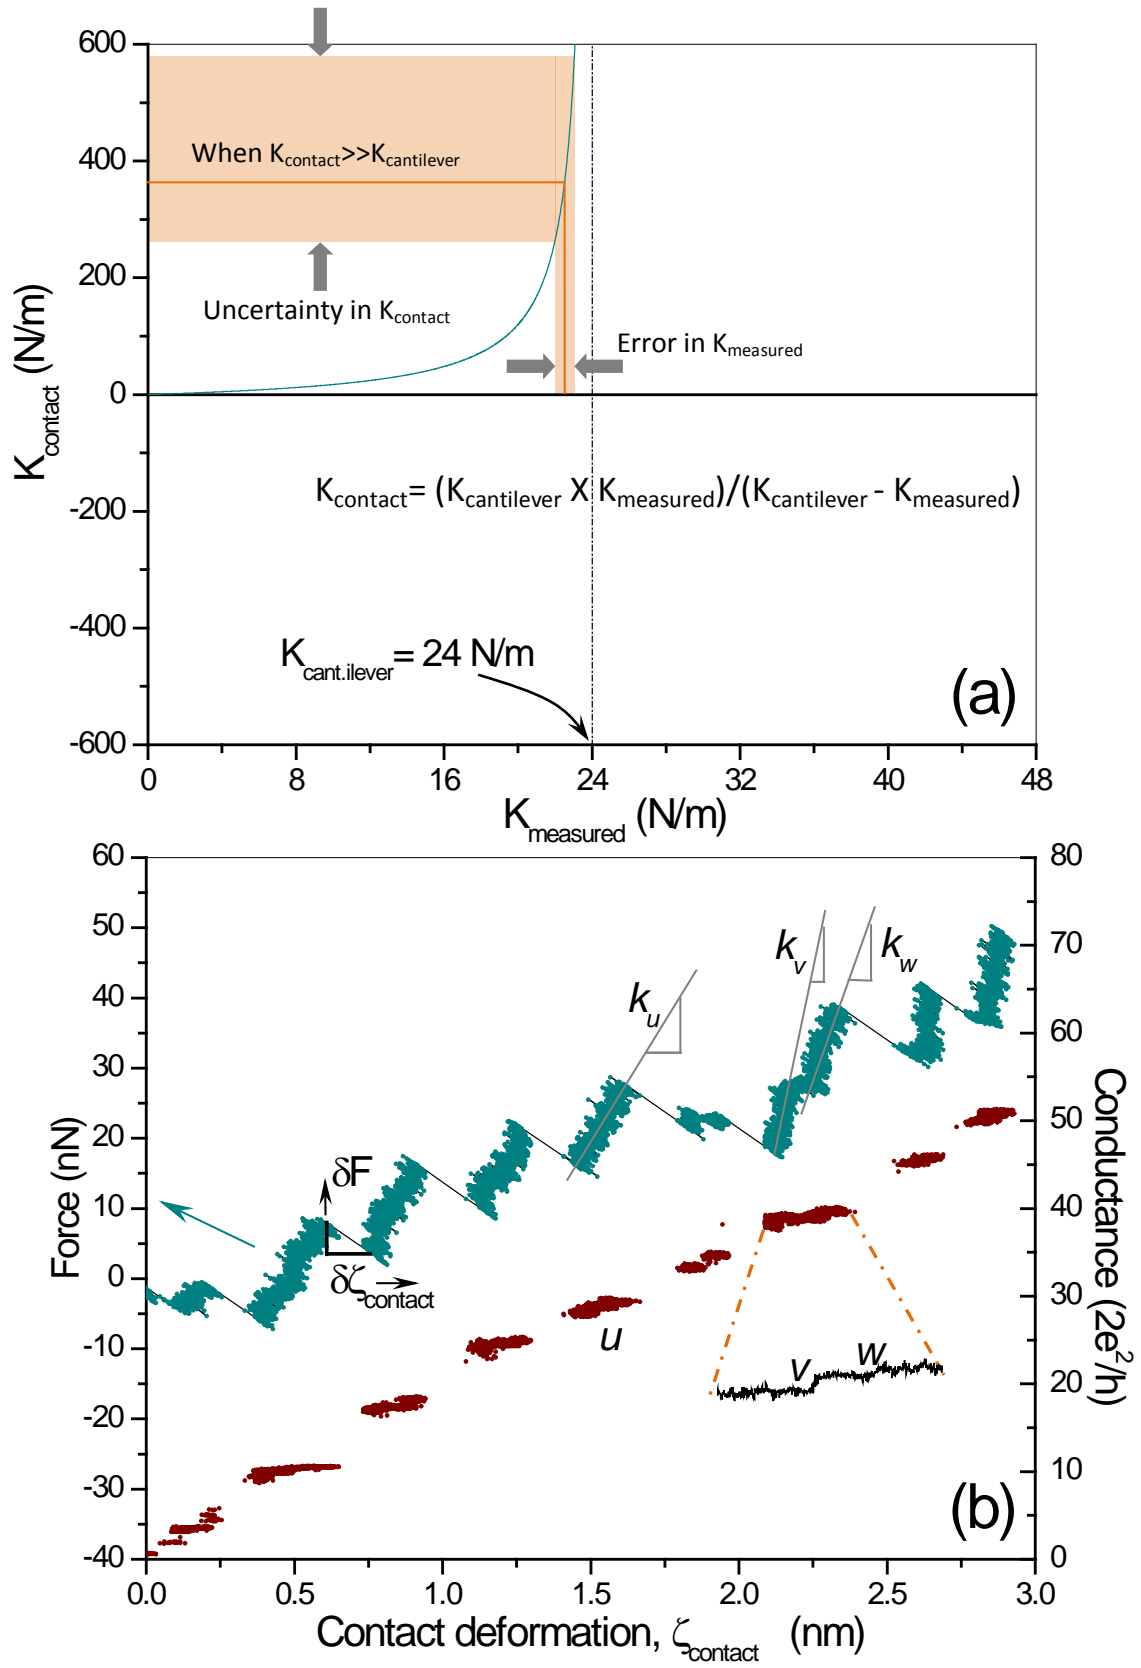 600
400
200
0
-200
-400
-600
K_contact (N/m)
When K_contact>>K_cantilever
Uncertainty in K_contact
Error in K_measured
K_contact= (K_cantilever X K_measured)/(K_cantilever - K_measured)
K_cant.ilever= 24 N/m
(a)
0 8 16 24 32 40 48
K_measured (N/m)
60
50
40
30
20
10
0
-10
-20
-30
-40
Force (nN)
80
70
60
50
40
30
20
10
0
Conductance (2e²/h)
k_u
k_v
k_w
δF
δζ_contact
u
v
w
(b)
0.0 0.5 1.0 1.5 2.0 2.5 3.0
Contact deformation, ζ_contact (nm)